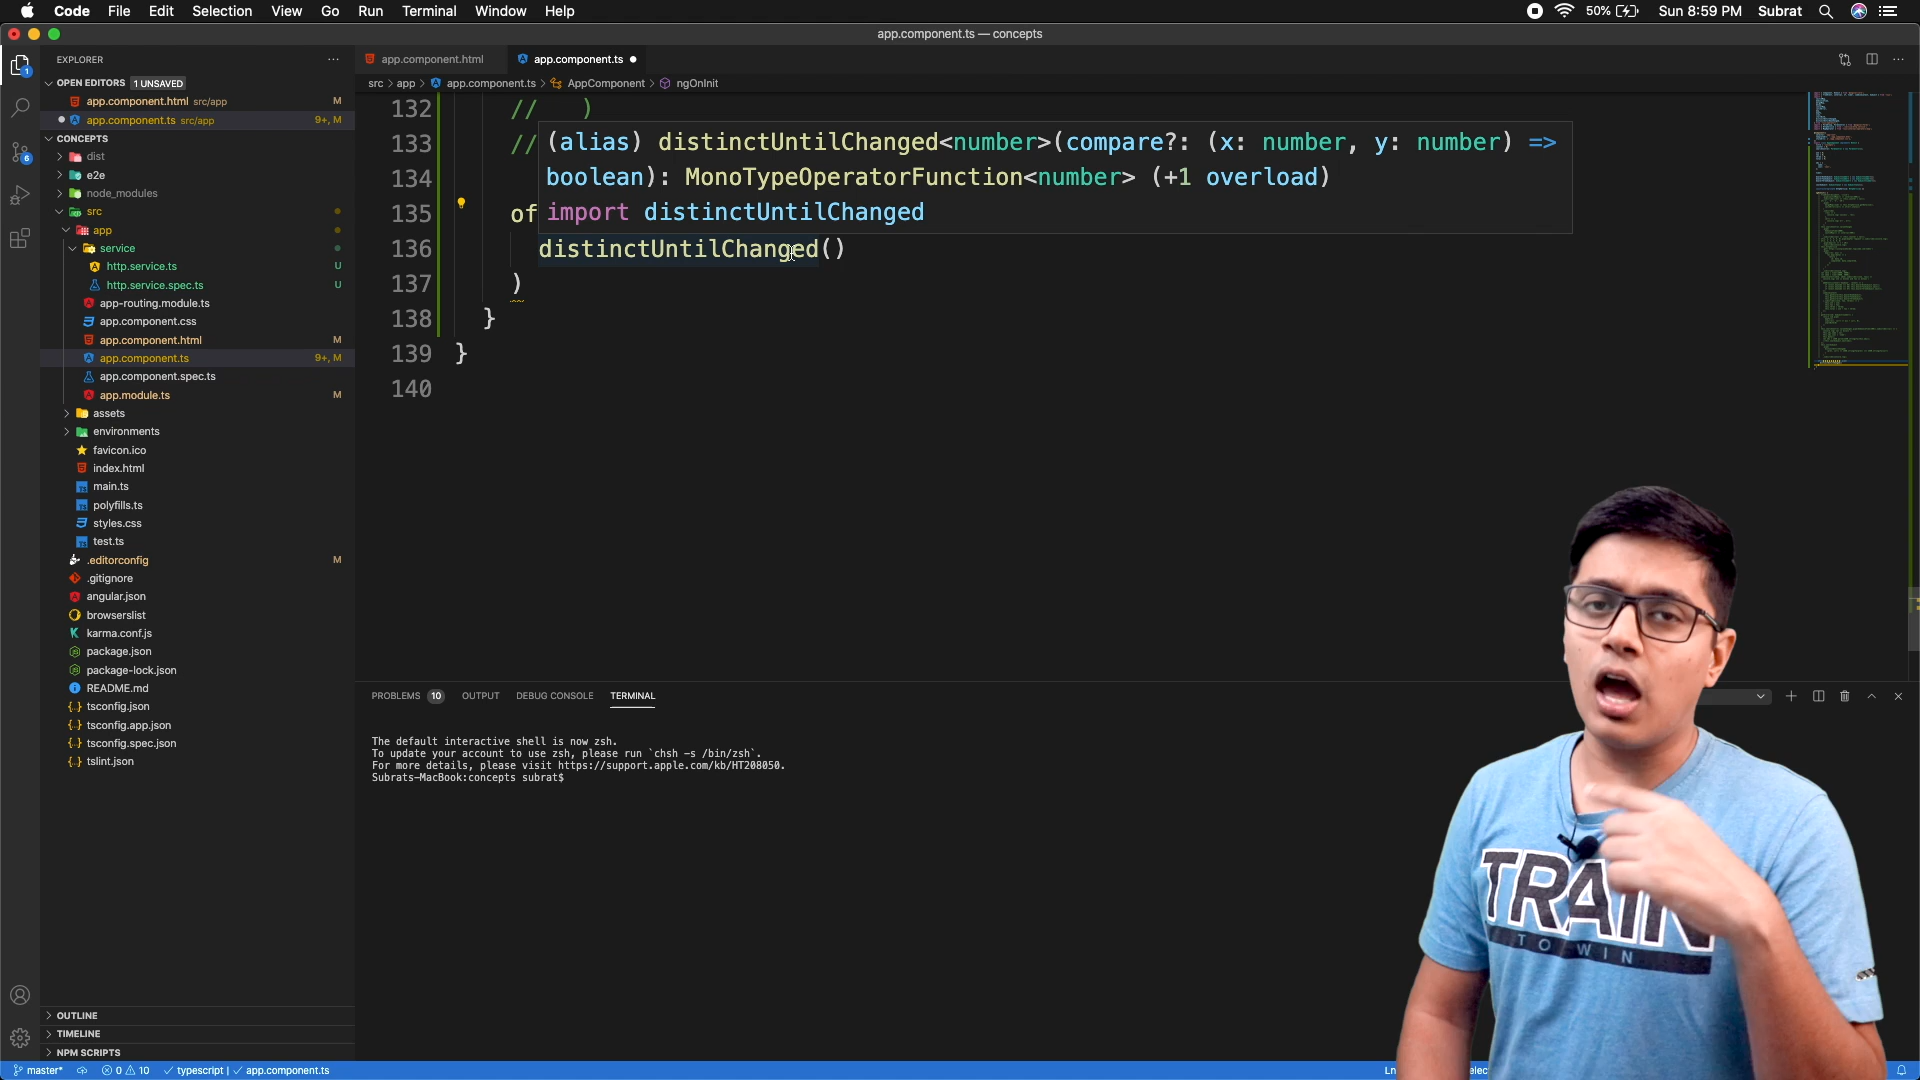 Code File Edit Selection View Go Run Terminal Window Help 50% Sun 8:59 PM Subrat
app.component.ts — concepts
EXPLORER
OPEN EDITORS 1 UNSAVED
app.component.html src/app M
app.component.ts src/app 9+, M
CONCEPTS
dist
e2e
node_modules
src
app
service
http.service.ts U
http.service.spec.ts U
app-routing.module.ts
app.component.css
app.component.html M
app.component.ts 9+, M
app.component.spec.ts
app.module.ts M
assets
environments
favicon.ico
index.html
main.ts
polyfills.ts
styles.css
test.ts
.editorconfig M
.gitignore
angular.json
browserslist
karma.conf.js
package.json
package-lock.json
README.md
tsconfig.json
tsconfig.app.json
tsconfig.spec.json
tslint.json
OUTLINE
TIMELINE
NPM SCRIPTS
app.component.html app.component.ts
src > app > app.component.ts > AppComponent > ngOnInit
132 // )
133 //
134
135 of
136 distinctUntilChanged()
137 )
138 }
139 }
140
(alias) distinctUntilChanged<number>(compare?: (x: number, y: number) =>
boolean): MonoTypeOperatorFunction<number> (+1 overload)
import distinctUntilChanged
PROBLEMS 10 OUTPUT DEBUG CONSOLE TERMINAL
The default interactive shell is now zsh.
To update your account to use zsh, please run `chsh -s /bin/zsh`.
For more details, please visit https://support.apple.com/kb/HT208050.
Subrats-MacBook:concepts subrat$
TRAIN
TO WIN
master* 0 10 typescript | app.component.ts Ln